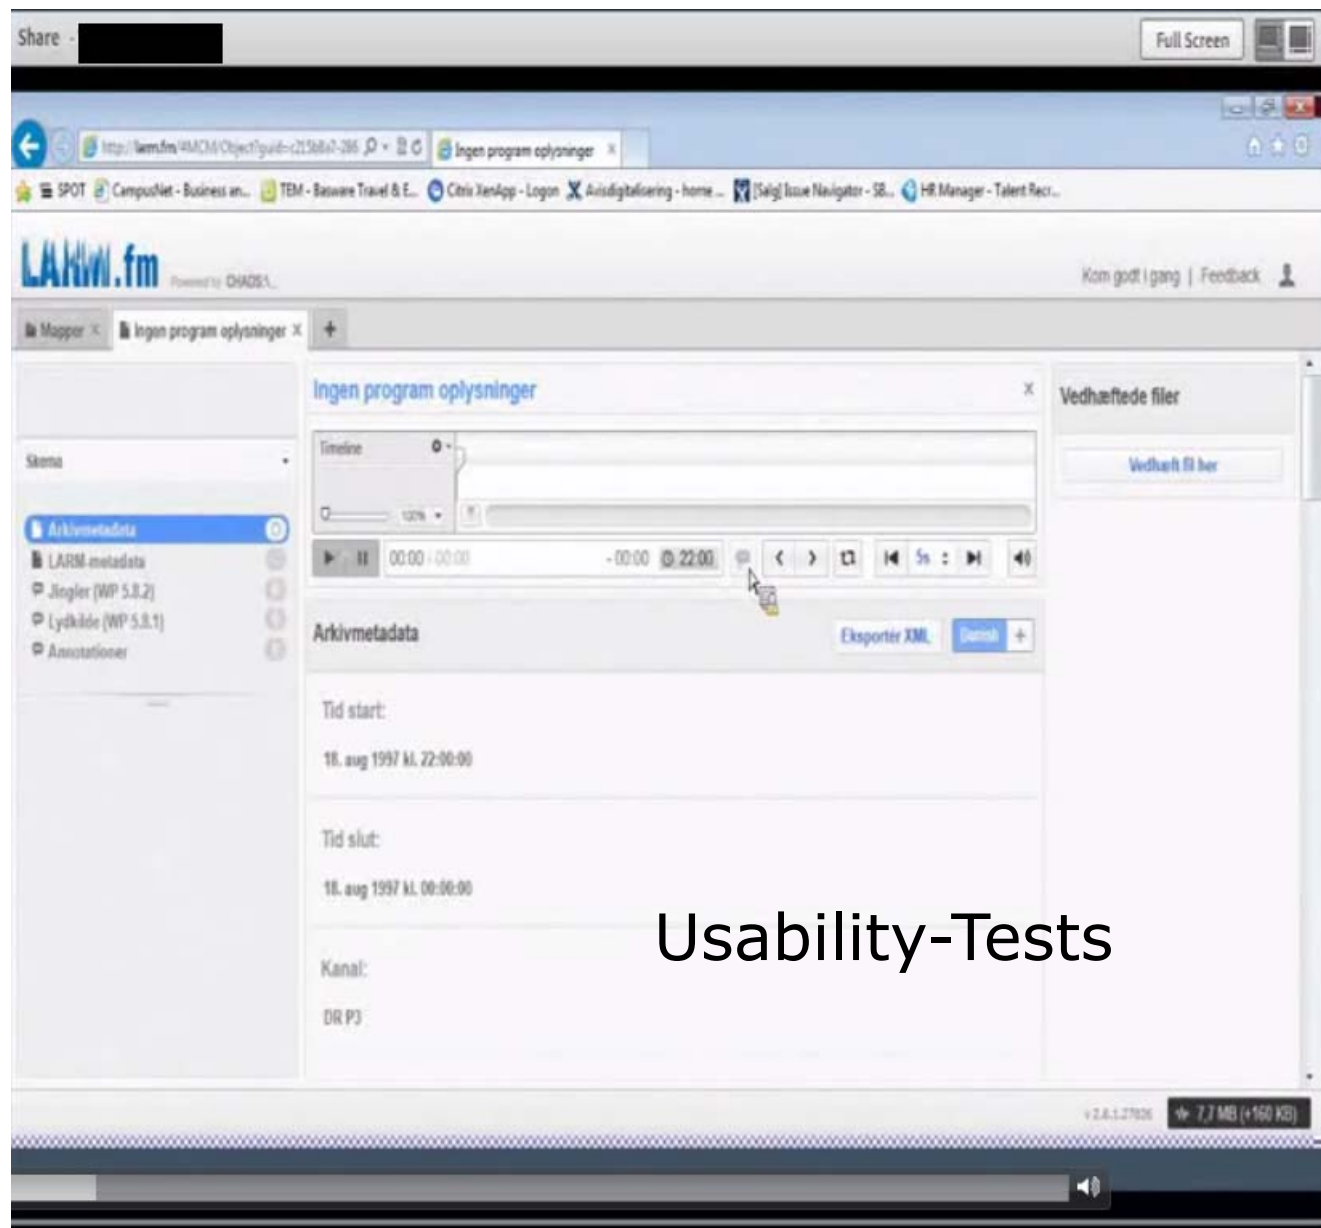 Share -
Full Screen
Ingen program oplysninger
SPOT
CampusNet - Business an...
TEM - Basware Travel & E...
Citrix XenApp - Logon
Avisdigitalisering - home ...
[Salg] Issue Navigator - SB...
HR Manager - Talent Recr...
LARM.fm
Powered by CHAOS:\_
Kom godt i gang | Feedback
Mapper
Ingen program oplysninger
Ingen program oplysninger
Vedhæftede filer
Timeline
Skema
Vedhæft fil her
100%
Arkivmetadata
LARM-metadata
00:00 - 00:00
- 00:00
22:00
5s
Jingler (WP 5.8.2)
Lydkilde (WP 5.8.1)
Arkivmetadata
Eksportér XML
Danish
+
Annotationer
Tid start:
18. aug 1997 kl. 22:00:00
Tid slut:
18. aug 1997 kl. 00:00:00
Usability-Tests
Kanal:
DR P3
7,7 MB (+160 KB)